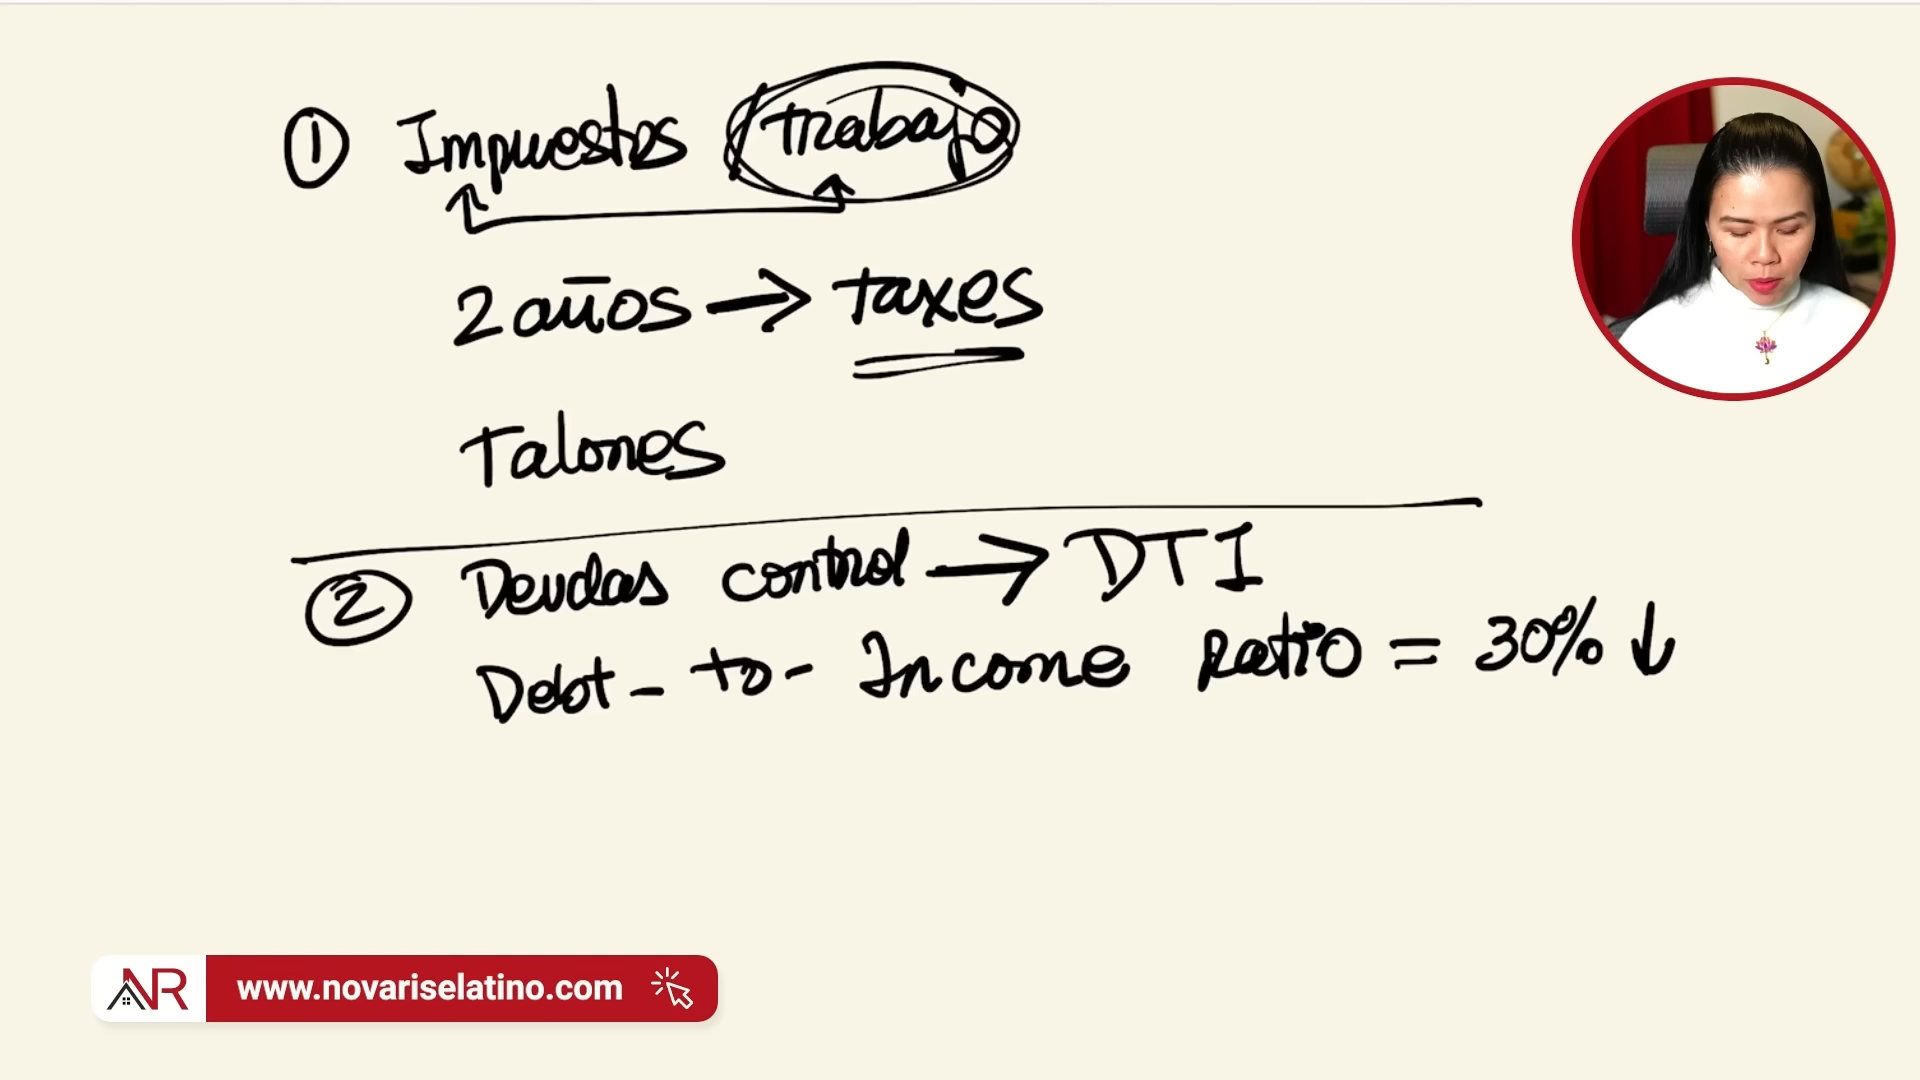 ① Impuestos trabajo
2 años → taxes
Talones
② Deudas control → DTI
Debt-to-Income Ratio = 30% ↓
NR www.novariselatino.com